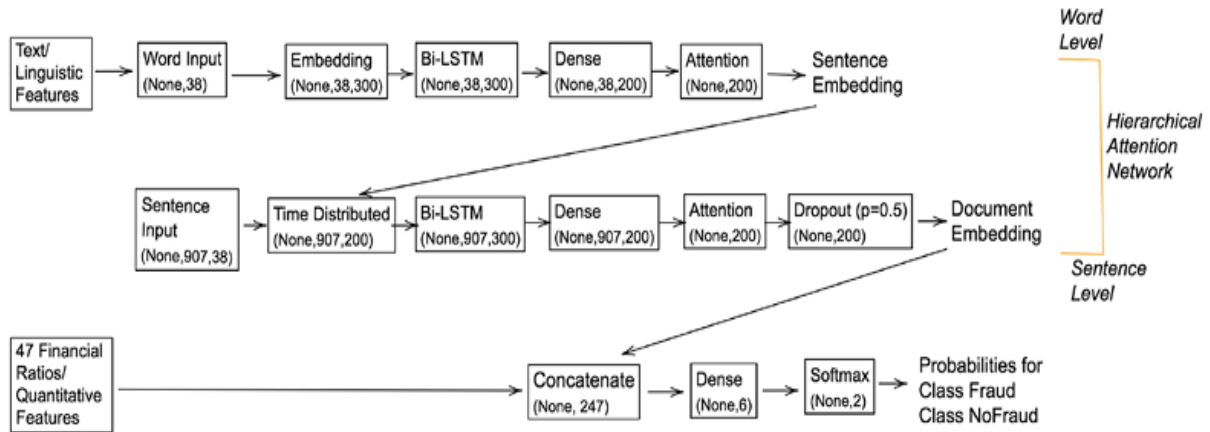 Text/
Linguistic
Features
Word Input
(None,38)
Embedding
(None,38,300)
Bi-LSTM
(None,38,300)
Dense
(None,38,200)
Attention
(None,200)
Sentence
Embedding
Word
Level
Hierarchical
Attention
Network
Sentence
Input
(None,907,38)
Time Distributed
(None,907,200)
Bi-LSTM
(None,907,300)
Dense
(None,907,200)
Attention
(None,200)
Dropout (p=0.5)
(None,200)
Document
Embedding
Sentence
Level
47 Financial
Ratios/
Quantitative
Features
Concatenate
(None, 247)
Dense
(None,6)
Softmax
(None,2)
Probabilities for
Class Fraud
Class NoFraud